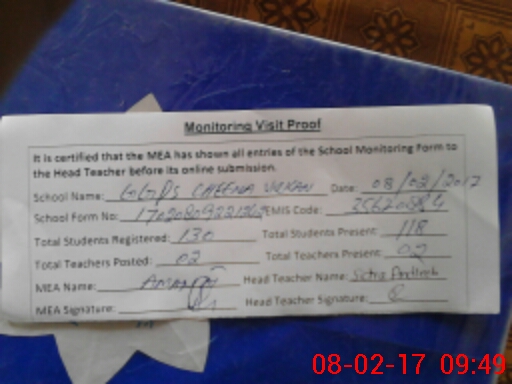 Monitoring Visit Proof
It is certified that the MEA has shown all entries of the School Monitoring Form to
the Head Teacher before its online submission.
School Name: GGPS CHEENA Date: 08/02/2017
School Form No: EMIS Code:
Total Students Registered: 130 Total Students Present: 118
Total Teachers Posted: 02 Total Teachers Present: 02
MEA Name: Head Teacher Name:
MEA Signature: Head Teacher Signature:
08-02-17 09:49